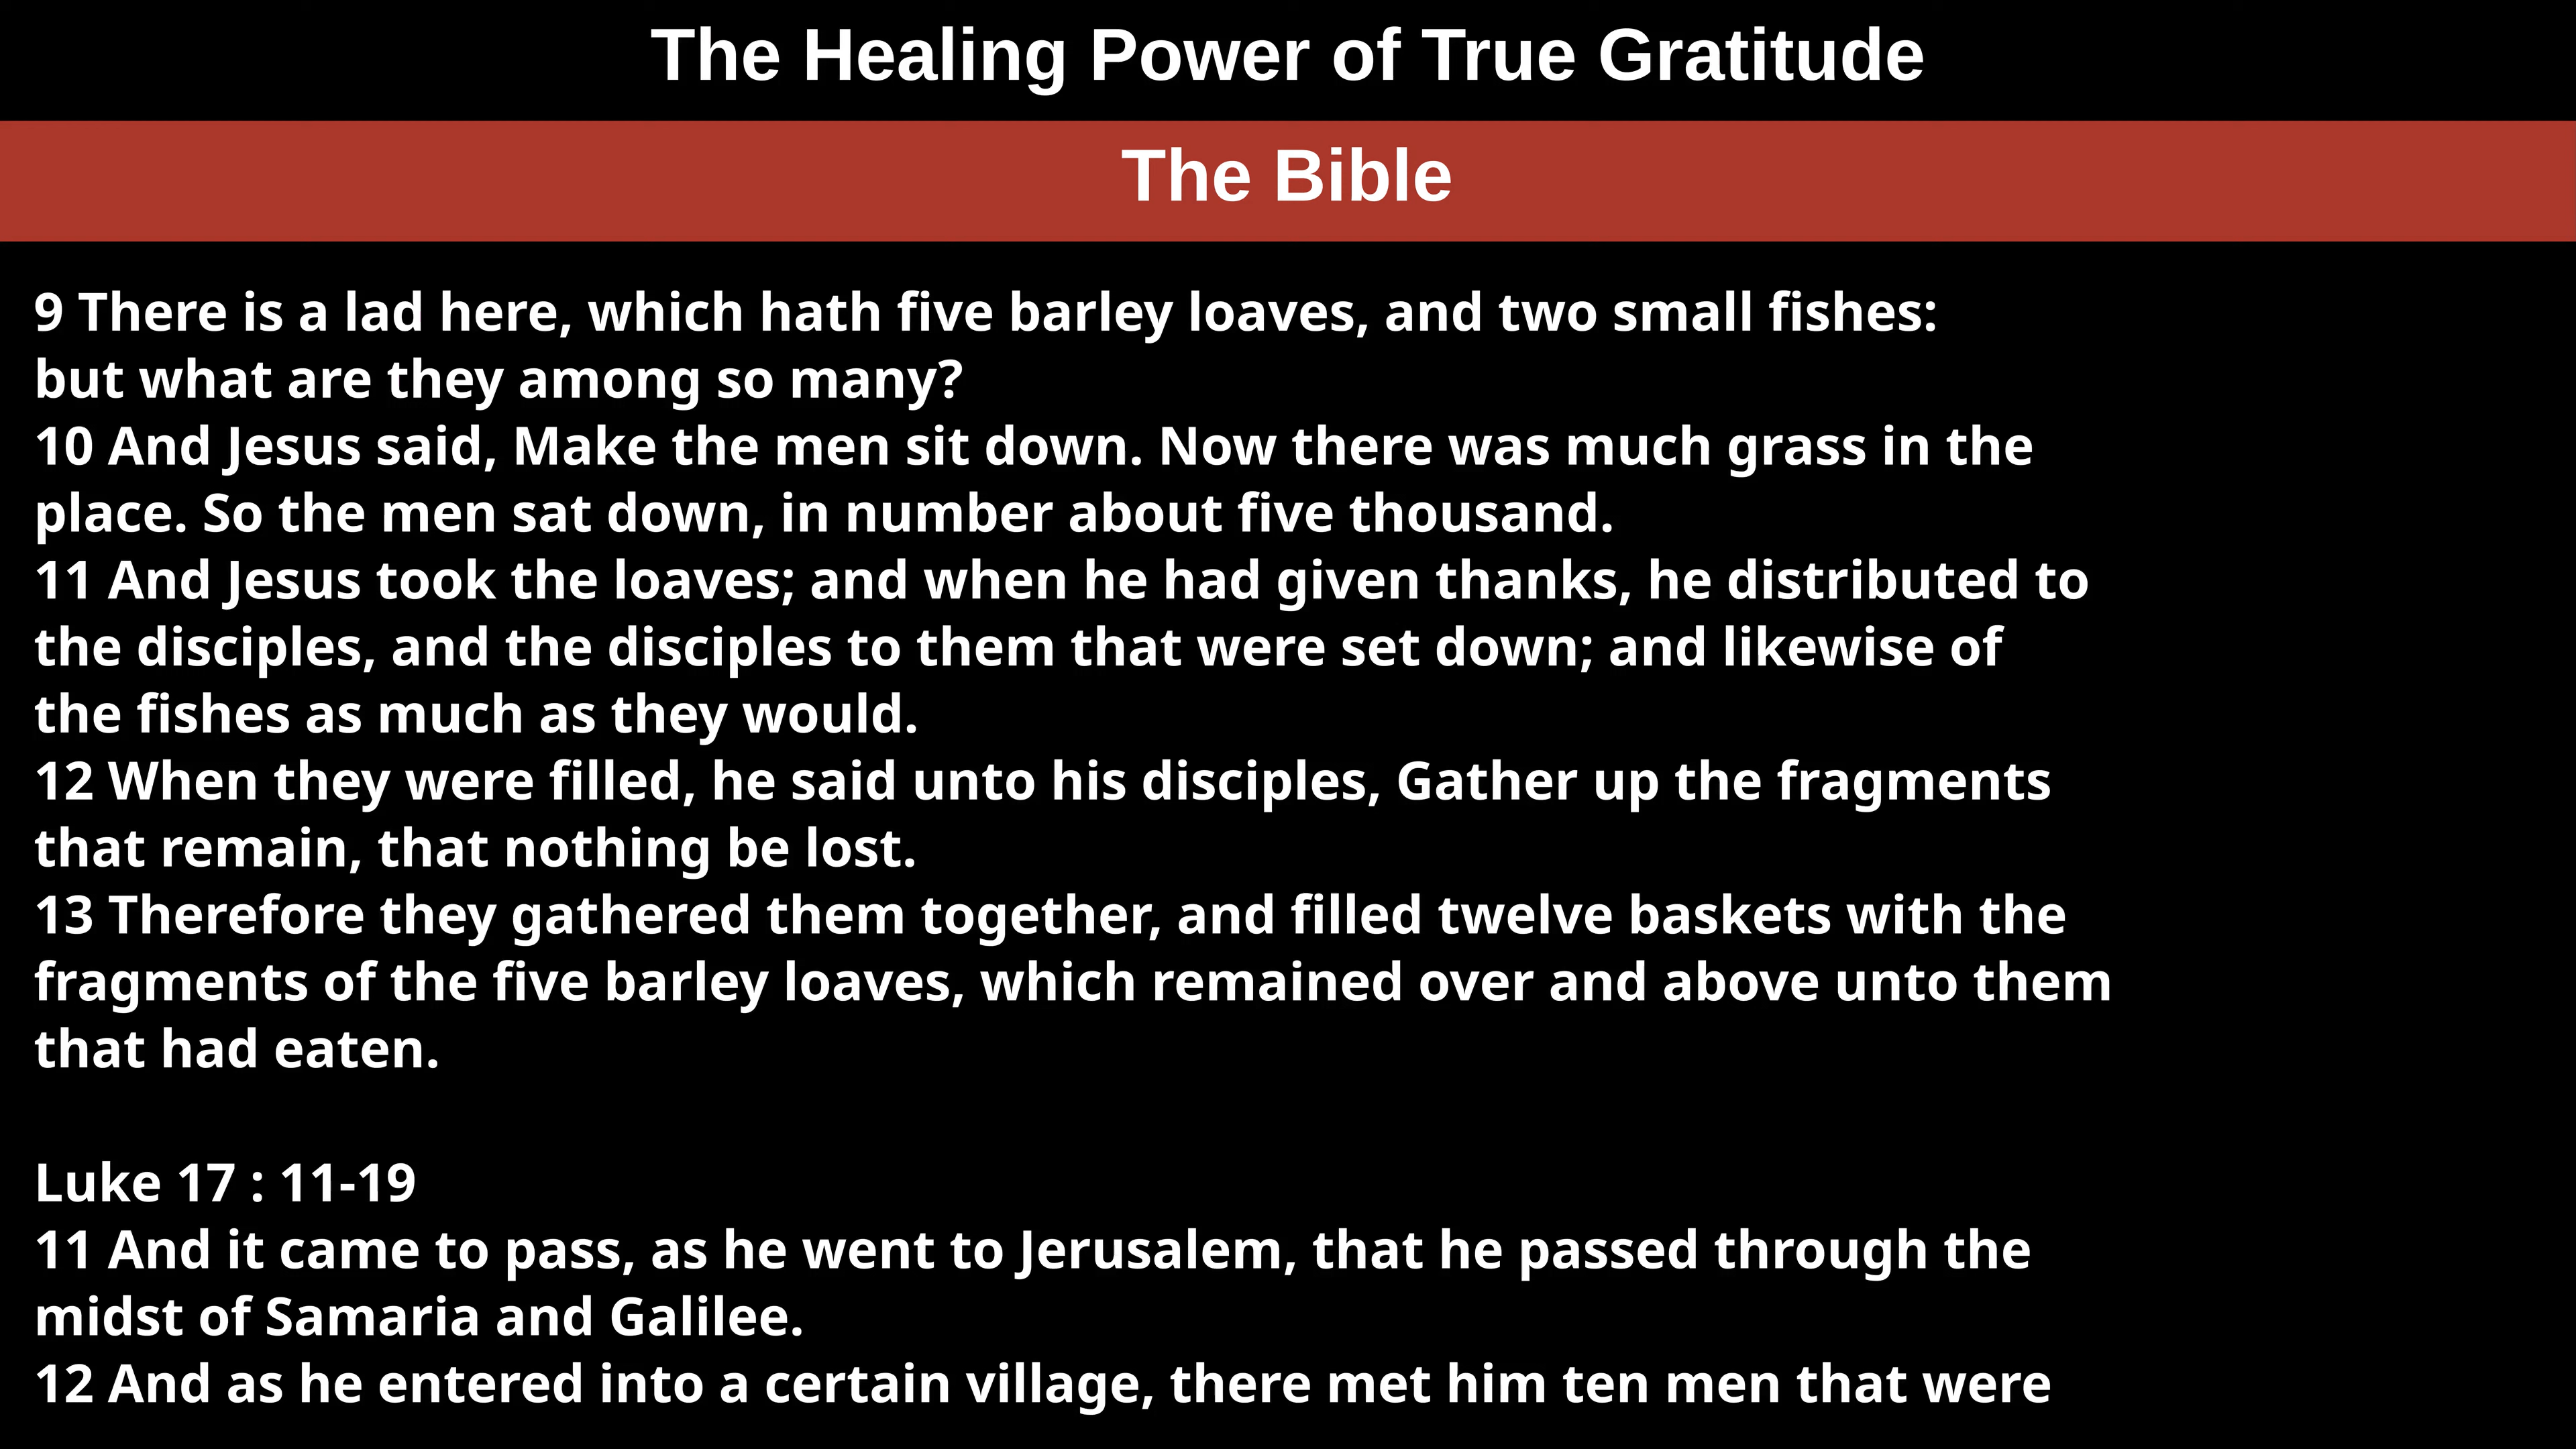 The Healing Power of True Gratitude
The Bible
9 There is a lad here, which hath five barley loaves, and two small fishes:
but what are they among so many?
10 And Jesus said, Make the men sit down. Now there was much grass in the
place. So the men sat down, in number about five thousand.
11 And Jesus took the loaves; and when he had given thanks, he distributed to
the disciples, and the disciples to them that were set down; and likewise of
the fishes as much as they would.
12 When they were filled, he said unto his disciples, Gather up the fragments
that remain, that nothing be lost.
13 Therefore they gathered them together, and filled twelve baskets with the
fragments of the five barley loaves, which remained over and above unto them
that had eaten.
Luke 17 : 11-19
11 And it came to pass, as he went to Jerusalem, that he passed through the
midst of Samaria and Galilee.
12 And as he entered into a certain village, there met him ten men that were